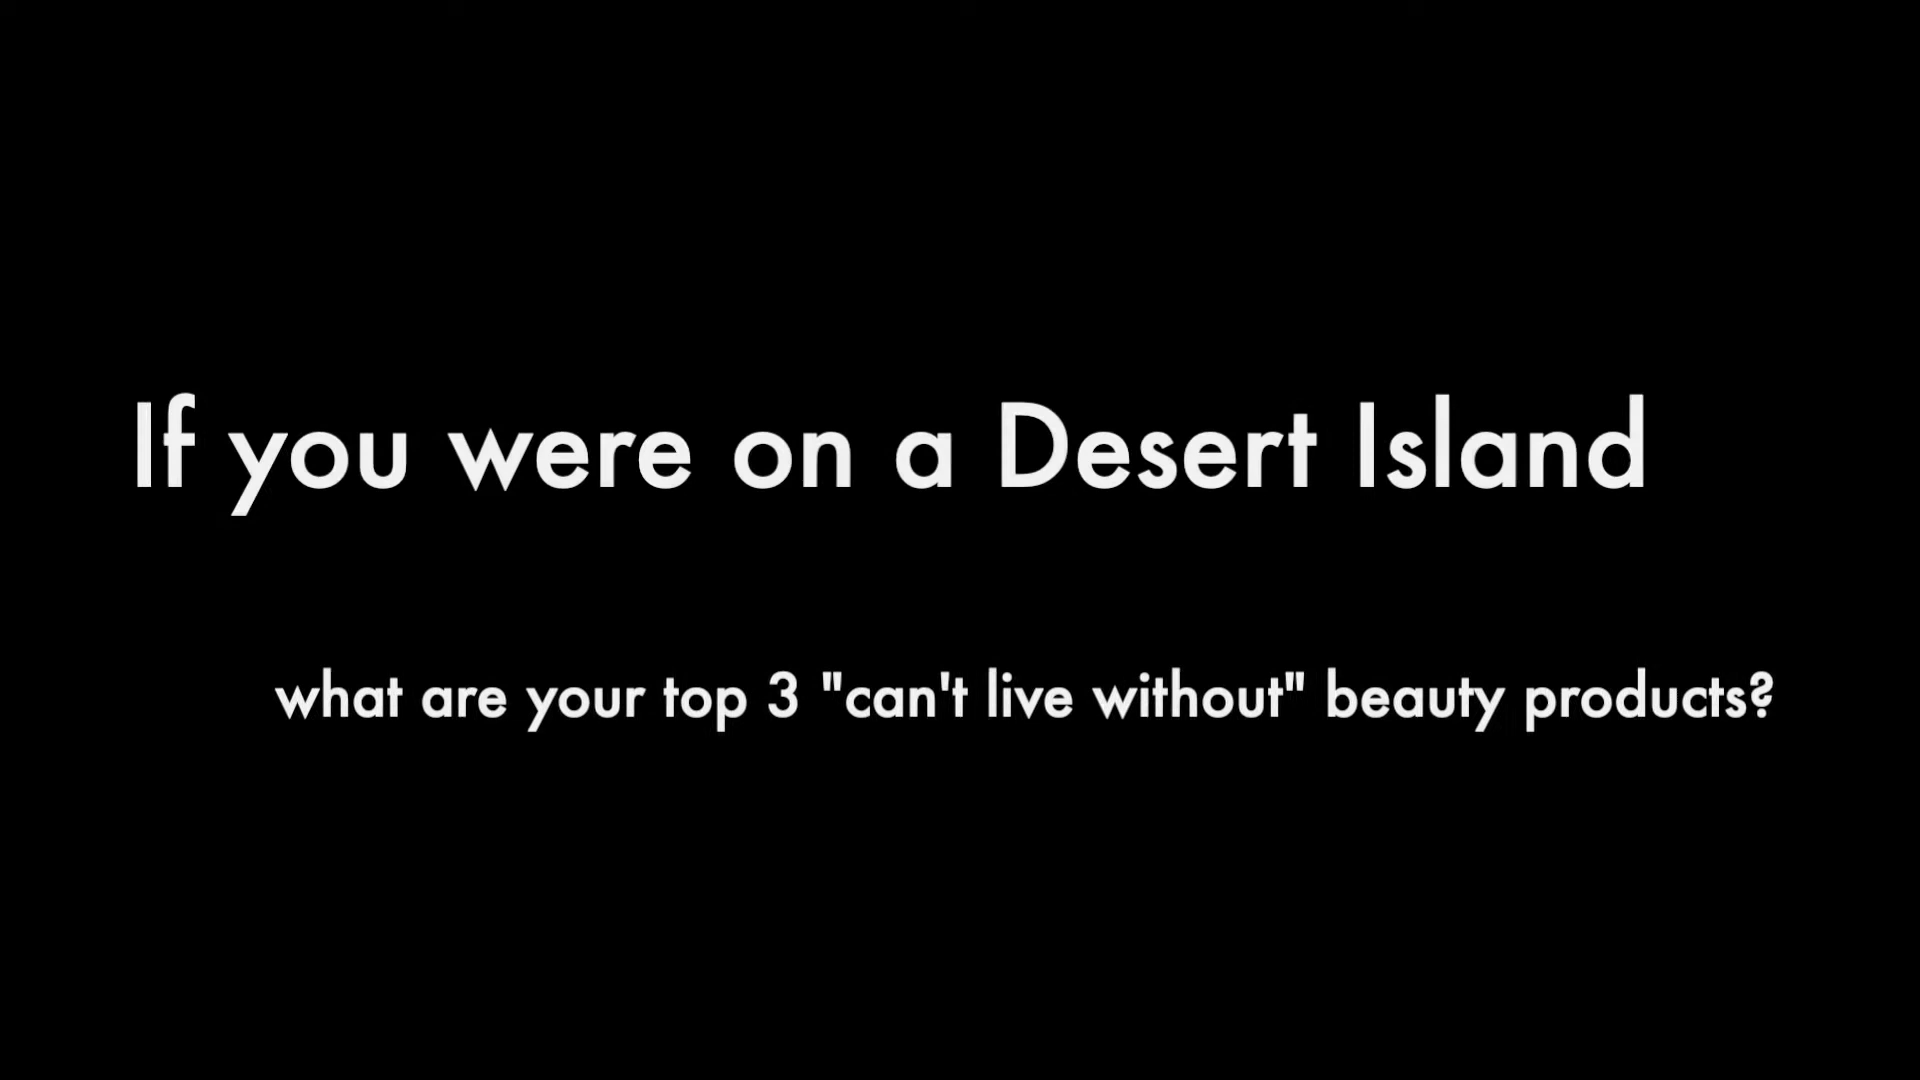 If you were on a Desert Island
what are your top 3 "can't live without" beauty products?